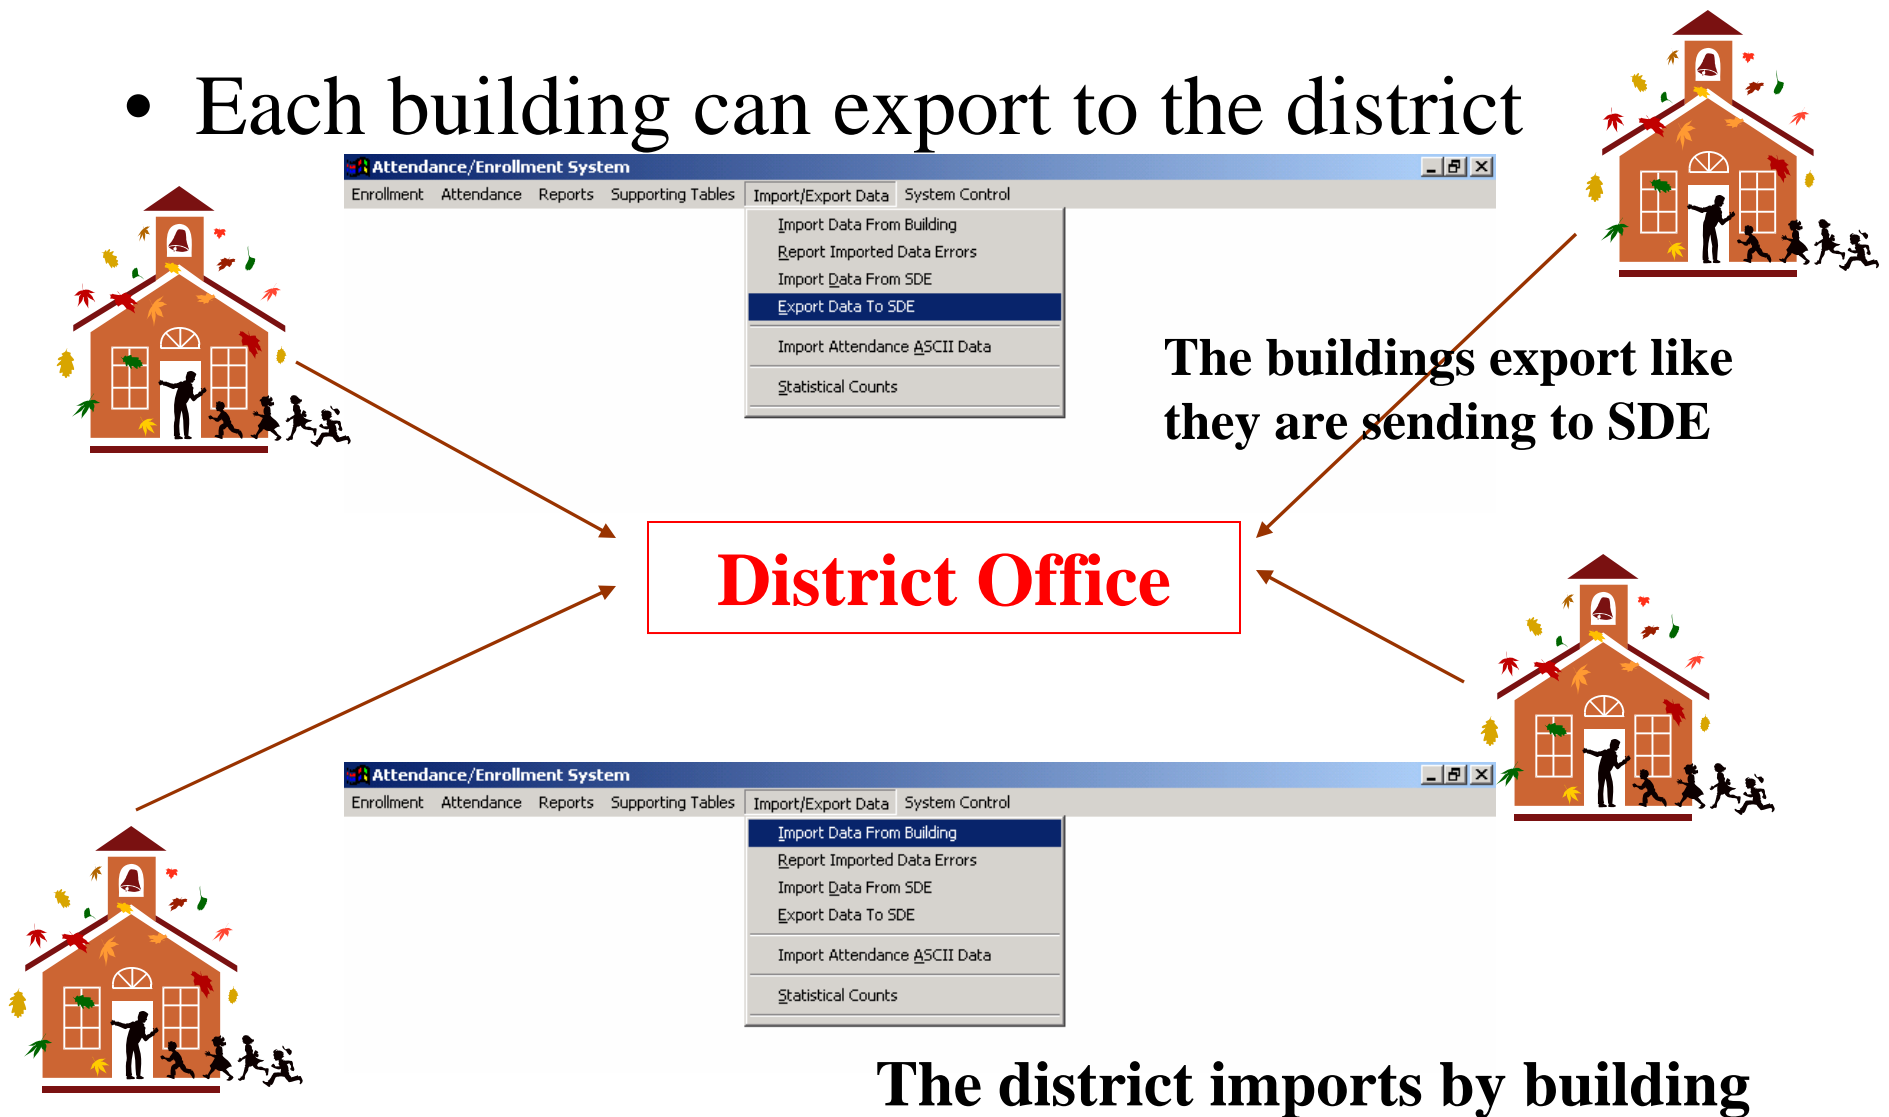 • Each building can export to the district
Attendance/Enrollment System
Enrollment Attendance Reports Supporting Tables Import/Export Data System Control
Import Data From Building
Report Imported Data Errors
Import Data From SDE
Export Data To SDE
Import Attendance ASCII Data
Statistical Counts
The buildings export like
they are sending to SDE
District Office
Attendance/Enrollment System
Enrollment Attendance Reports Supporting Tables Import/Export Data System Control
Import Data From Building
Report Imported Data Errors
Import Data From SDE
Export Data To SDE
Import Attendance ASCII Data
Statistical Counts
The district imports by building